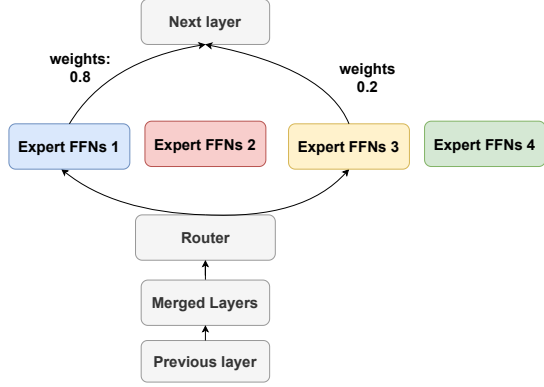 Next layer
weights:
0.8
weights
0.2
Expert FFNs 1
Expert FFNs 2
Expert FFNs 3
Expert FFNs 4
Router
Merged Layers
Previous layer